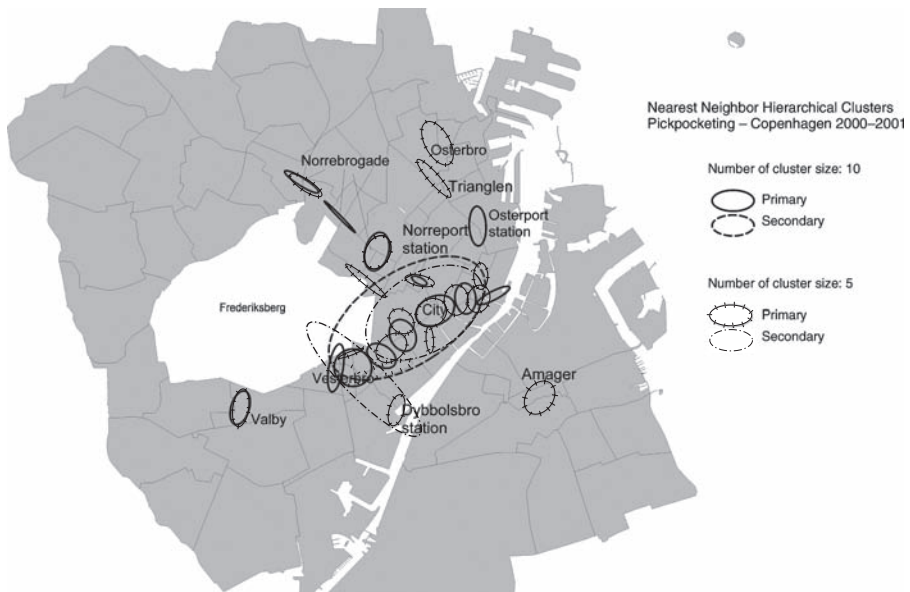 Nearest Neighbor Hierarchical Clusters
Pickpocketing – Copenhagen 2000–2001
Number of cluster size: 10
Primary
Secondary
Number of cluster size: 5
Primary
Secondary
Osterbro
Norrebrogade
Trianglen
Osterport
station
Norreport
station
City
Frederiksberg
Vesterbro
Amager
Valby
Dybbolsbro
station